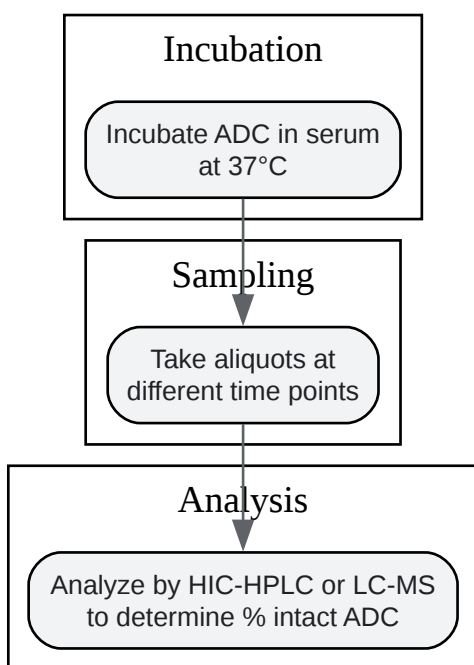 Incubation
Incubate ADC in serum
at 37°C
Sampling
Take aliquots at
different time points
Analysis
Analyze by HIC-HPLC or LC-MS
to determine % intact ADC